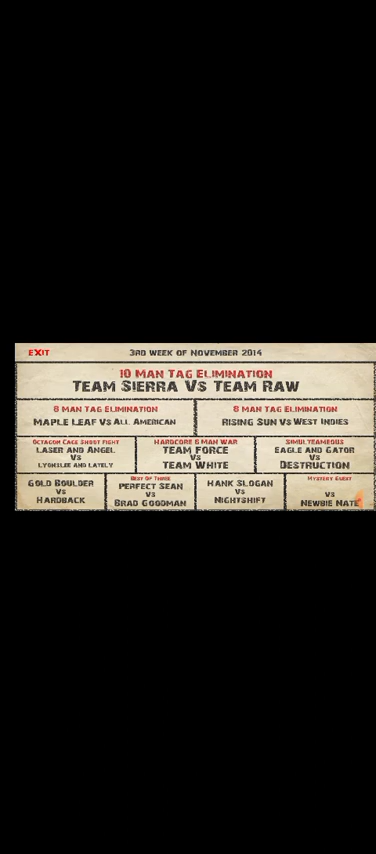 EXIT
3RD WEEK OF NOVEMBER 2014
10 MAN TAG ELIMINATION
TEAM SIERRA VS TEAM RAW
8 MAN TAG ELIMINATION
MAPLE LEAF VS ALL AMERICAN
8 MAN TAG ELIMINATION
RISING SUN VS WEST INDIES
OCTAGON CAGE SHOOT FIGHT
LASER AND ANGEL
VS
LYONSLEE AND LATELY
HARDCORE 8 MAN WAR
TEAM FORCE
VS
TEAM WHITE
SIMULTEAMEOUS
EAGLE AND GATOR
VS
DESTRUCTION
GOLD BOULDER
VS
HARDBACK
BEST OF THREE
PERFECT SEAN
VS
BRAD GOODMAN
HANK SLOGAN
VS
NIGHTSHIFT
MYSTERY GUEST
VS
NEWBIE NATE